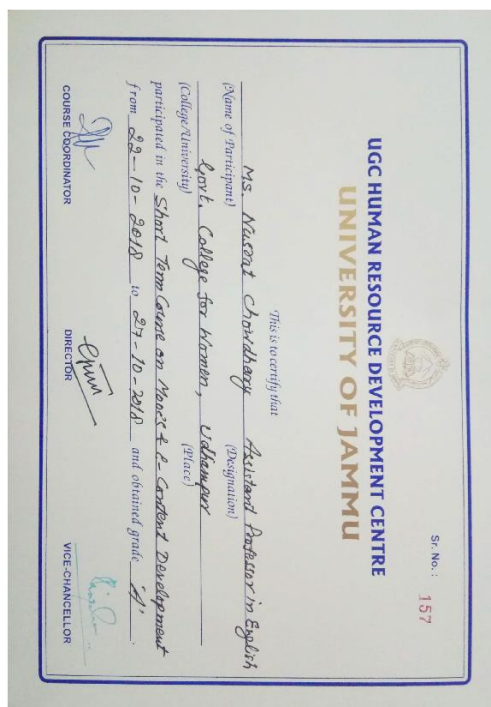 Sr. No. : 157
UGC HUMAN RESOURCE DEVELOPMENT CENTRE
UNIVERSITY OF JAMMU
This is to certify that
Ms. Nusrat Chowdhary Assistant Professor in English
(Name of Participant) (Designation)
Govt. College for Women, Udhampur
(College/University) (Place)
participated in the Short Term Course on Mooc's & e-Content Development
from 22-10-2018 to 27-10-2018 and obtained grade 'A'.
COURSE COORDINATOR DIRECTOR VICE-CHANCELLOR